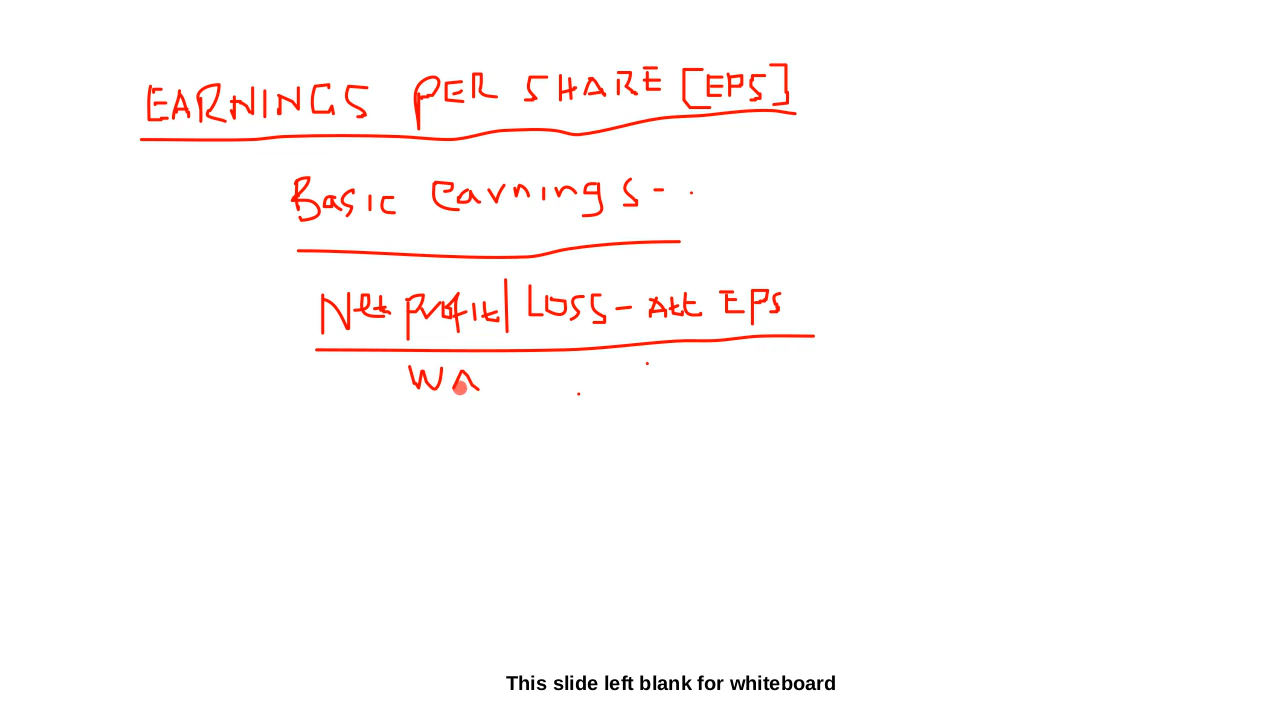 EARNINGS PER SHARE [EPS]
Basic earnings -
Net profit/LOSS - Att EPS
WA
This slide left blank for whiteboard